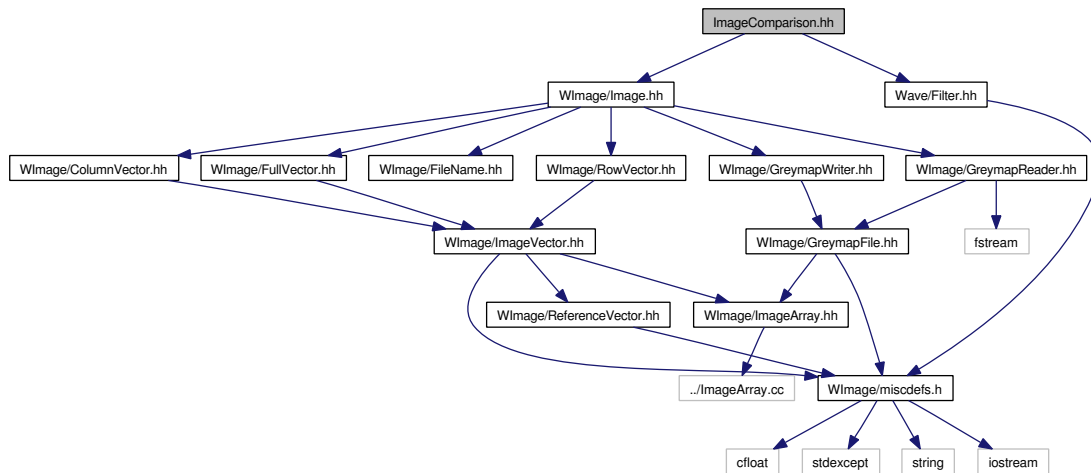 ImageComparison.hh
WImage/Image.hh
Wave/Filter.hh
WImage/ColumnVector.hh
WImage/FullVector.hh
WImage/FileName.hh
WImage/RowVector.hh
WImage/GreymapWriter.hh
WImage/GreymapReader.hh
WImage/ImageVector.hh
WImage/GreymapFile.hh
fstream
WImage/ReferenceVector.hh
WImage/ImageArray.hh
../ImageArray.cc
WImage/miscdefs.h
cfloat
stdexcept
string
iostream